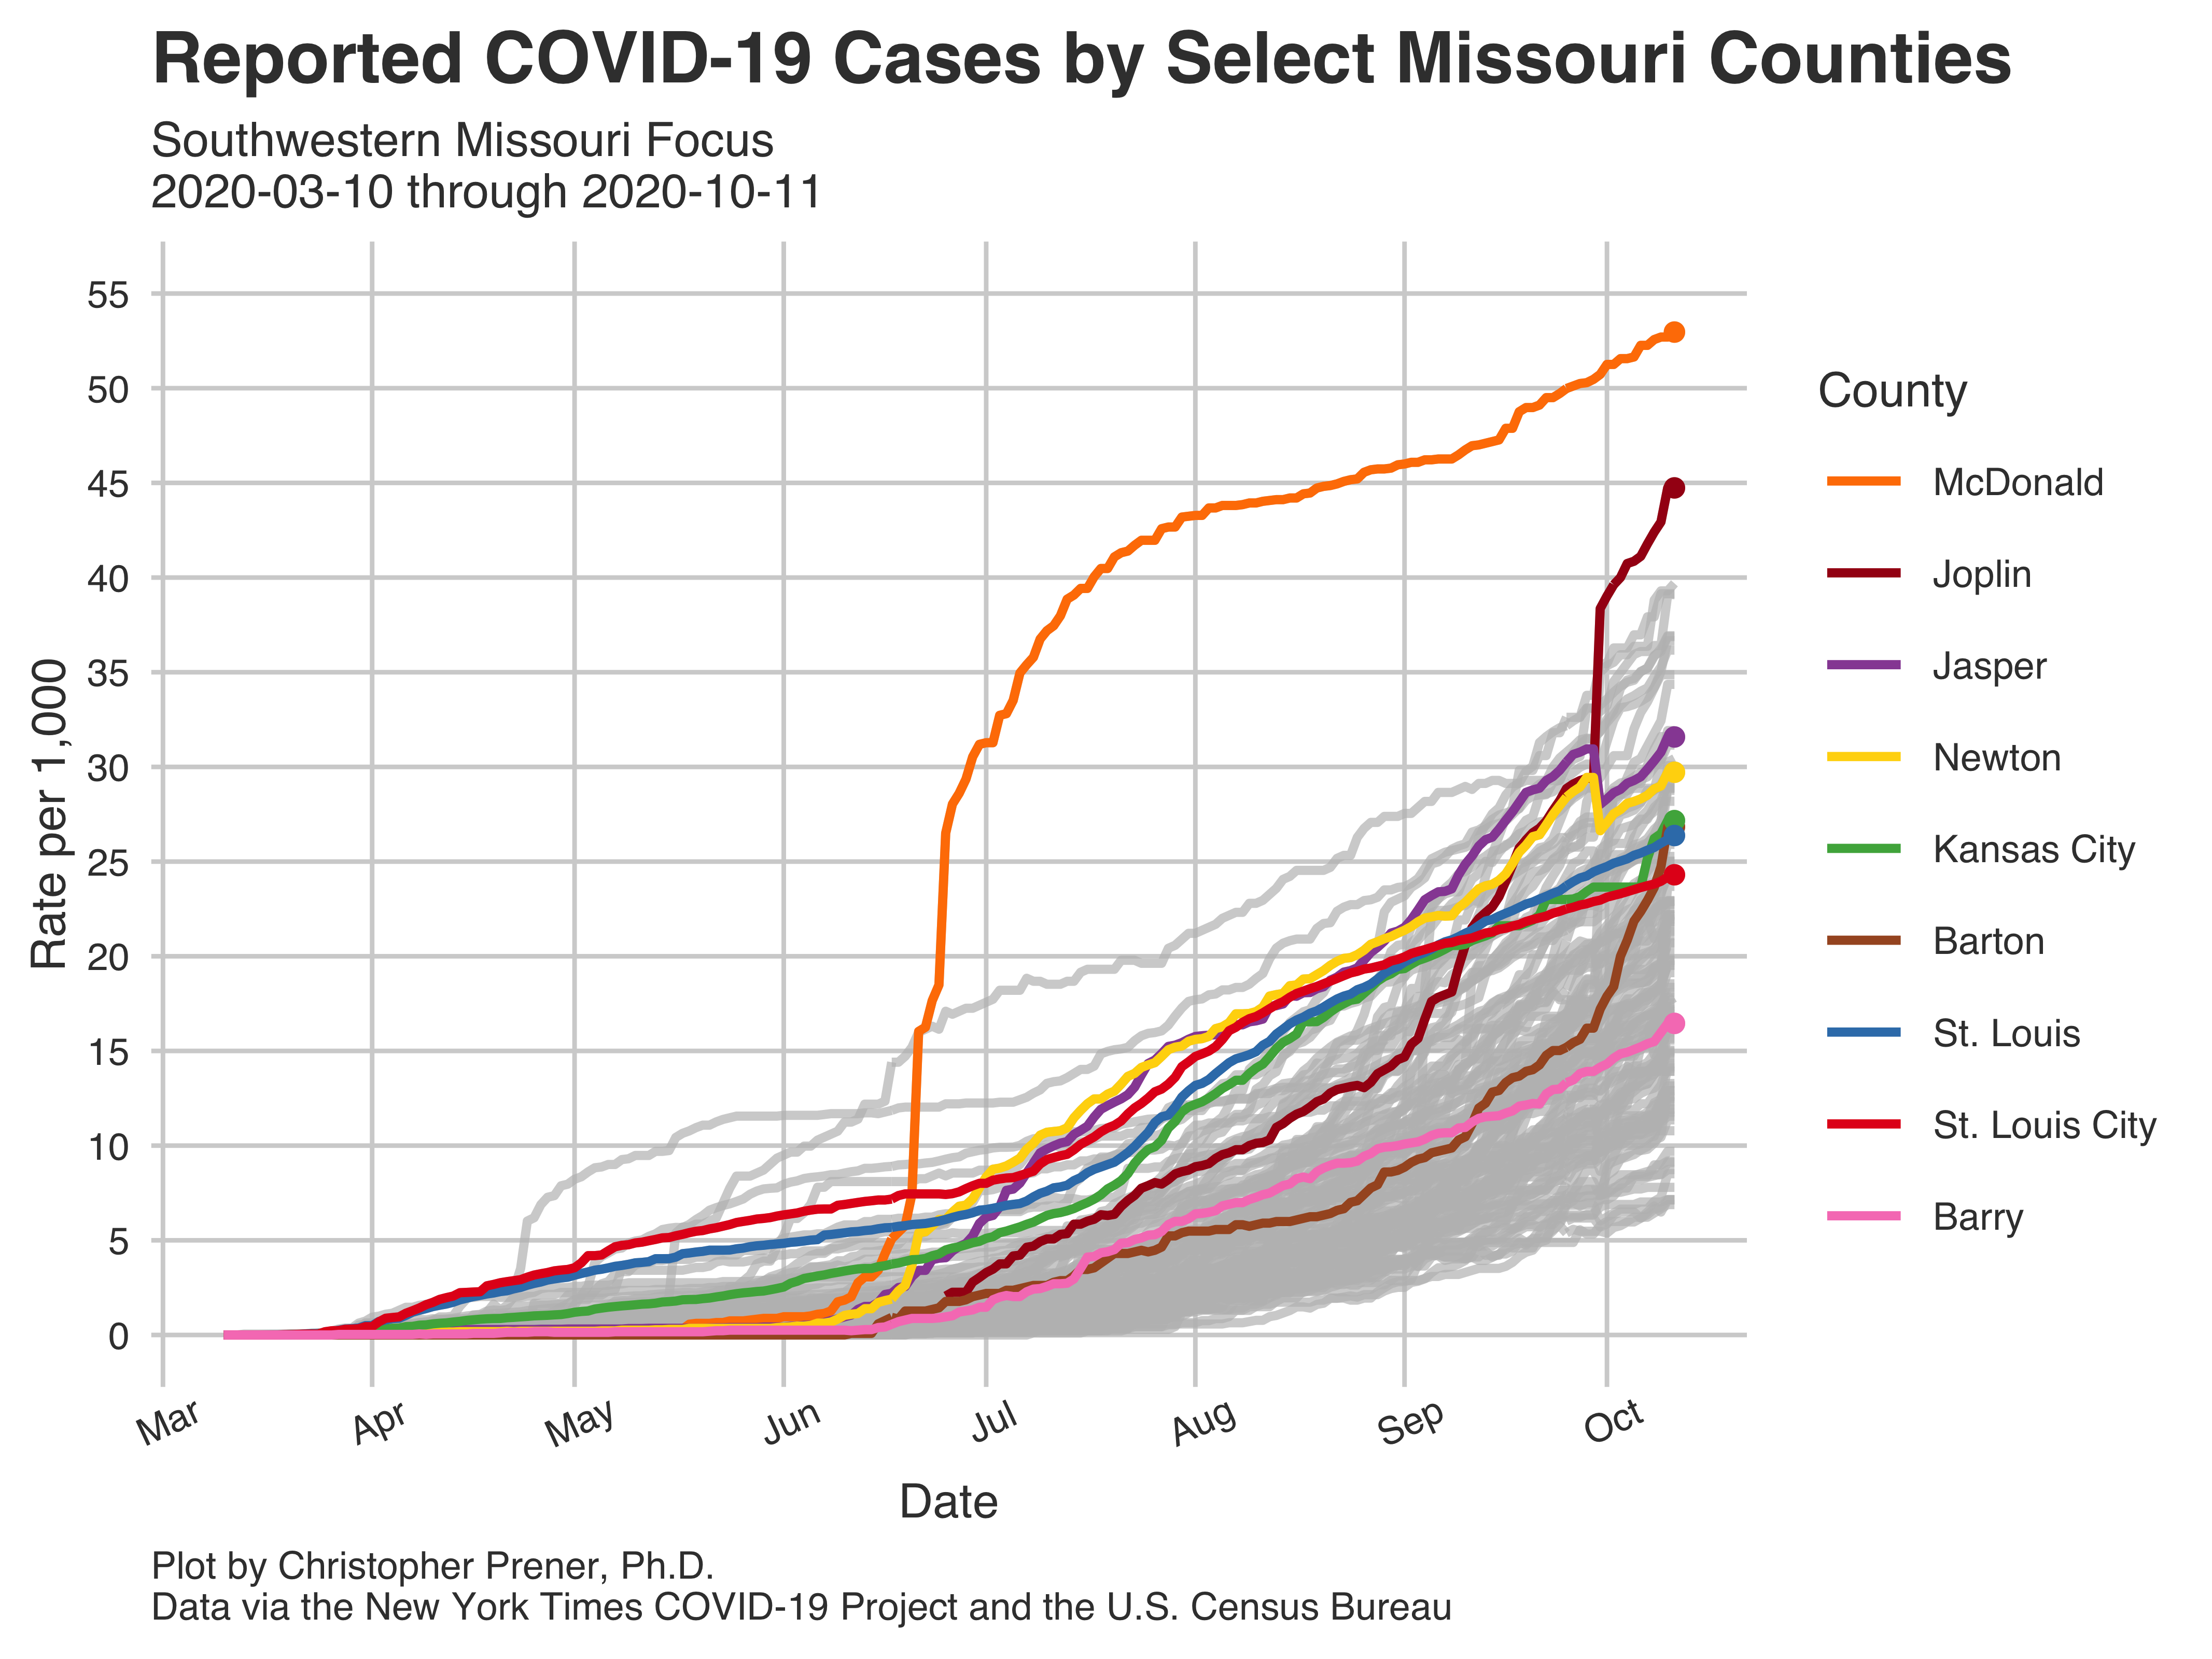 Reported COVID-19 Cases by Select Missouri Counties
Southwestern Missouri Focus
2020-03-10 through 2020-10-11
Rate per 1,000
55
50
45
40
35
30
25
20
15
10
5
0
Mar
Apr
May
Jun
Jul
Aug
Sep
Oct
Date
County
McDonald
Joplin
Jasper
Newton
Kansas City
Barton
St. Louis
St. Louis City
Barry
Plot by Christopher Prener, Ph.D.
Data via the New York Times COVID-19 Project and the U.S. Census Bureau